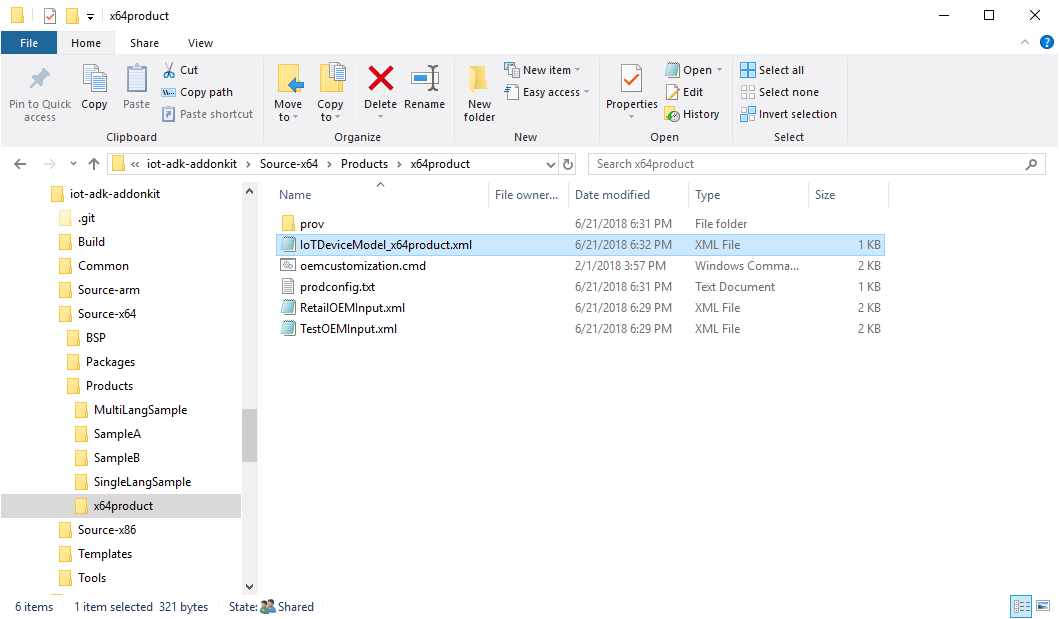 x64product
File Home Share View
Pin to Quick access
Copy
Paste
Cut
Copy path
Paste shortcut
Move to
Copy to
Delete
Rename
New folder
New item
Easy access
Properties
Open
Edit
History
Select all
Select none
Invert selection
Clipboard Organize New Open Select
« iot-adk-addonkit > Source-x64 > Products > x64product
Search x64product
iot-adk-addonkit
.git
Build
Common
Source-arm
Source-x64
BSP
Packages
Products
MultiLangSample
SampleA
SampleB
SingleLangSample
x64product
Source-x86
Templates
Tools
Name File owner... Date modified Type Size
prov 6/21/2018 6:31 PM File folder
IoTDeviceModel_x64product.xml 6/21/2018 6:32 PM XML File 1 KB
oemcustomization.cmd 2/1/2018 3:57 PM Windows Comma... 2 KB
prodconfig.txt 6/21/2018 6:31 PM Text Document 1 KB
RetailOEMInput.xml 6/21/2018 6:29 PM XML File 2 KB
TestOEMInput.xml 6/21/2018 6:29 PM XML File 2 KB
6 items 1 item selected 321 bytes State: Shared